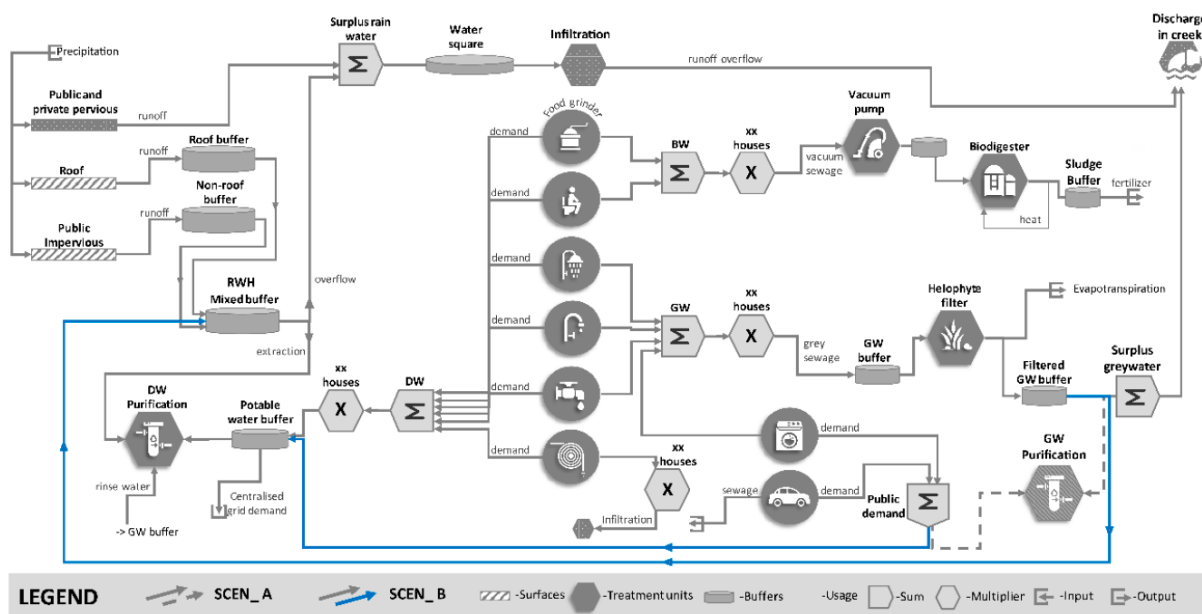 Surplus rain
water
Water
square
Infiltration
Discharge
in creek
Precipitation
runoff overflow
Public and
private pervious
runoff
Food grinder
Vacuum
pump
demand
BW
xx
houses
Roof buffer
runoff
Roof
Σ
X
vacuum
sewage
Biodigester
Sludge
Buffer
fertilizer
Non-roof
buffer
runoff
demand
heat
Public
Impervious
demand
RWH
Mixed buffer
overflow
GW
xx
houses
Helophyte
filter
Evapotranspiration
demand
Σ
X
grey
sewage
GW
buffer
Surplus
greywater
extraction
xx
houses
DW
demand
Filtered
GW buffer
Σ
DW
Purification
Potable
water buffer
X
Σ
demand
GW
Purification
demand
xx
houses
rinse water
X
sewage
demand
Public
demand
Σ
Centralised
grid demand
-> GW buffer
Infiltration
LEGEND
SCEN_A
SCEN_B
-Surfaces
-Treatment units
-Buffers
-Usage
-Sum
-Multiplier
-Input
-Output